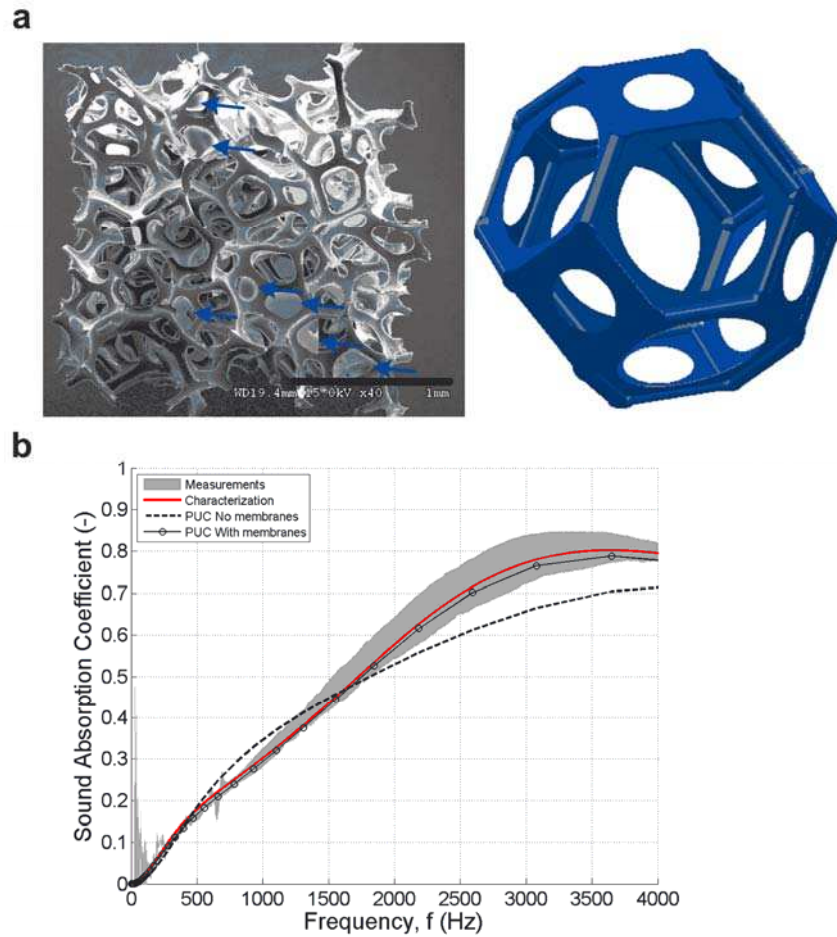 a
WD19.4mm 15*0kV x40 1mm
b
Sound Absorption Coefficient (-)
1
0.9
0.8
0.7
0.6
0.5
0.4
0.3
0.2
0.1
0
Measurements
Characterization
PUC No membranes
PUC With membranes
0 500 1000 1500 2000 2500 3000 3500 4000
Frequency, f (Hz)